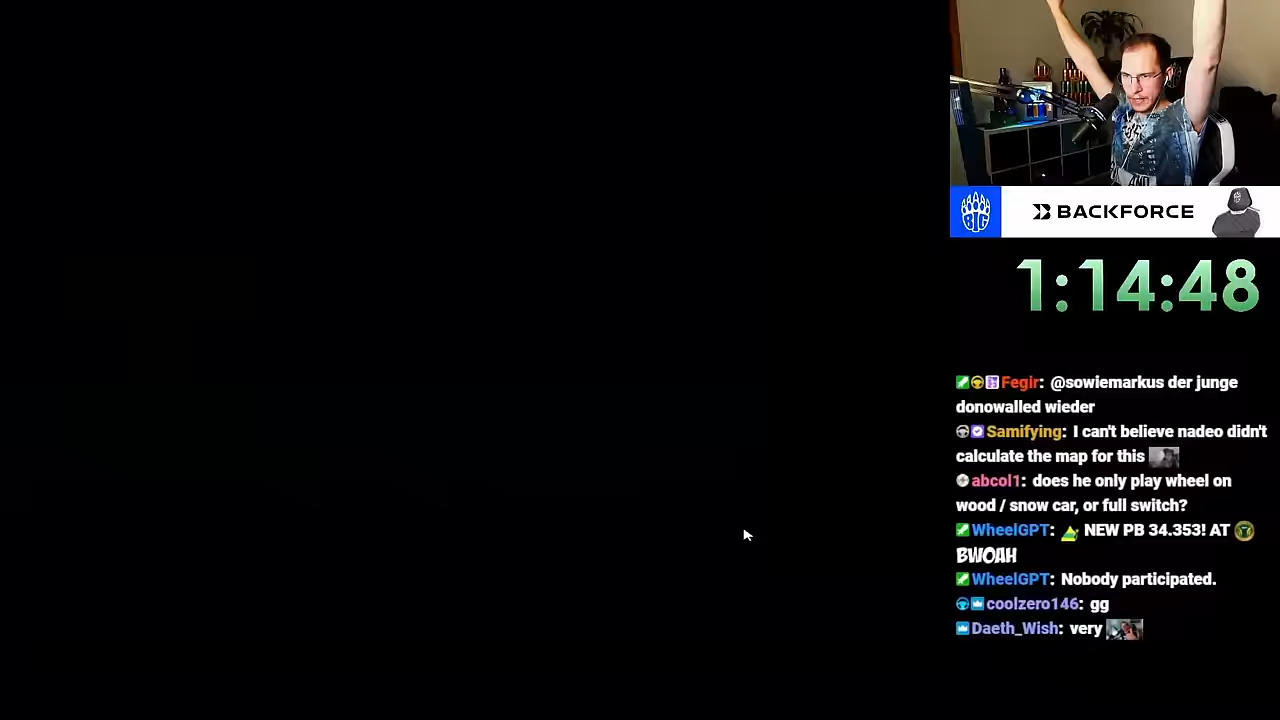 BIG
BACKFORCE
1:14:48
Fegir: @sowiemarkus der junge
donowalled wieder
Samifying: I can't believe nadeo didn't
calculate the map for this
abcol1: does he only play wheel on
wood / snow car, or full switch?
WheelGPT: NEW PB 34.353! AT
BWOAH
WheelGPT: Nobody participated.
coolzero146: gg
Daeth_Wish: very